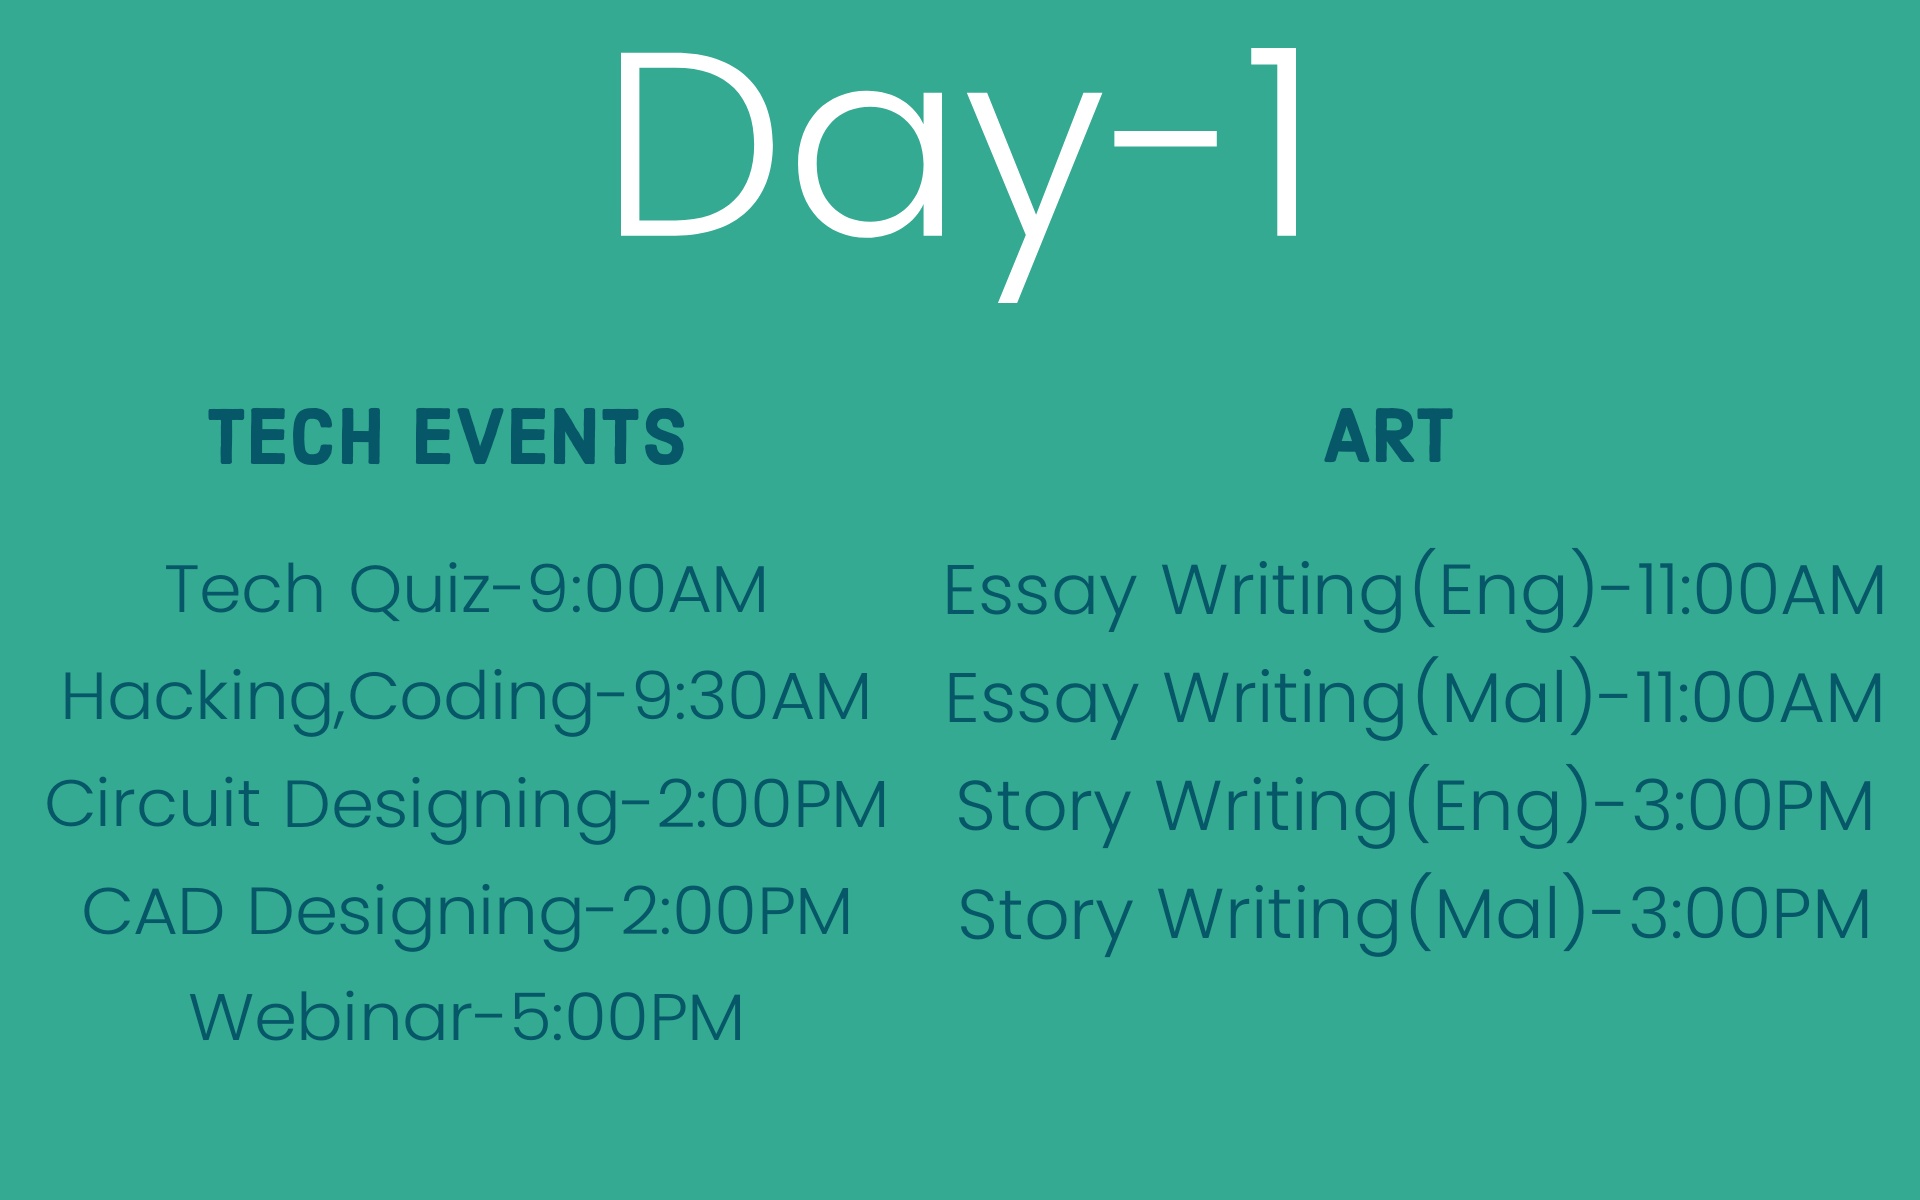 Day-1
TECH EVENTS
Tech Quiz-9:00AM
Hacking,Coding-9:30AM
Circuit Designing-2:00PM
CAD Designing-2:00PM
Webinar-5:00PM
ART
Essay Writing(Eng)-11:00AM
Essay Writing(Mal)-11:00AM
Story Writing(Eng)-3:00PM
Story Writing(Mal)-3:00PM